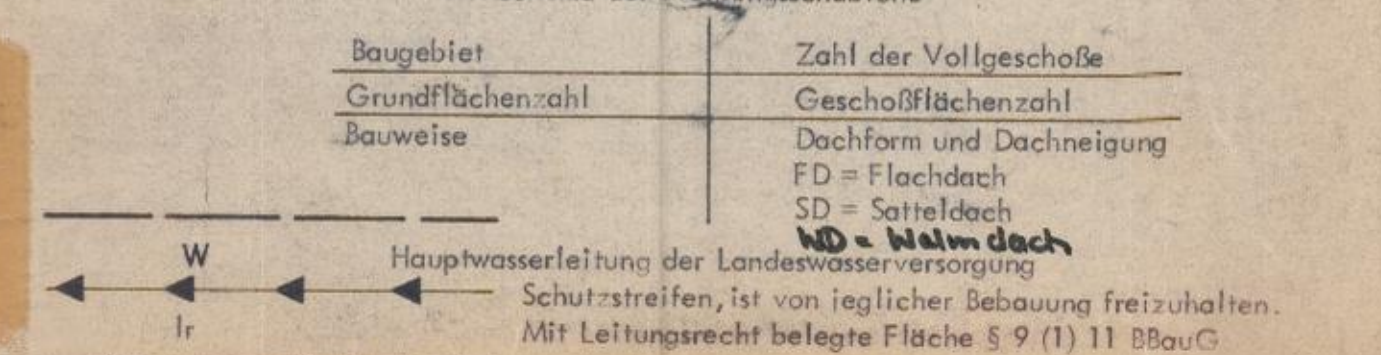 Baugebiet Zahl der Vollgeschoße
Grundflächenzahl Geschoßflächenzahl
Bauweise Dachform und Dachneigung
FD = Flachdach
SD = Satteldach
WD = Walmdach
W Hauptwasserleitung der Landeswasserversorgung
Schutzstreifen, ist von jeglicher Bebauung freizuhalten.
lr Mit Leitungsrecht belegte Fläche § 9 (1) 11 BBauG